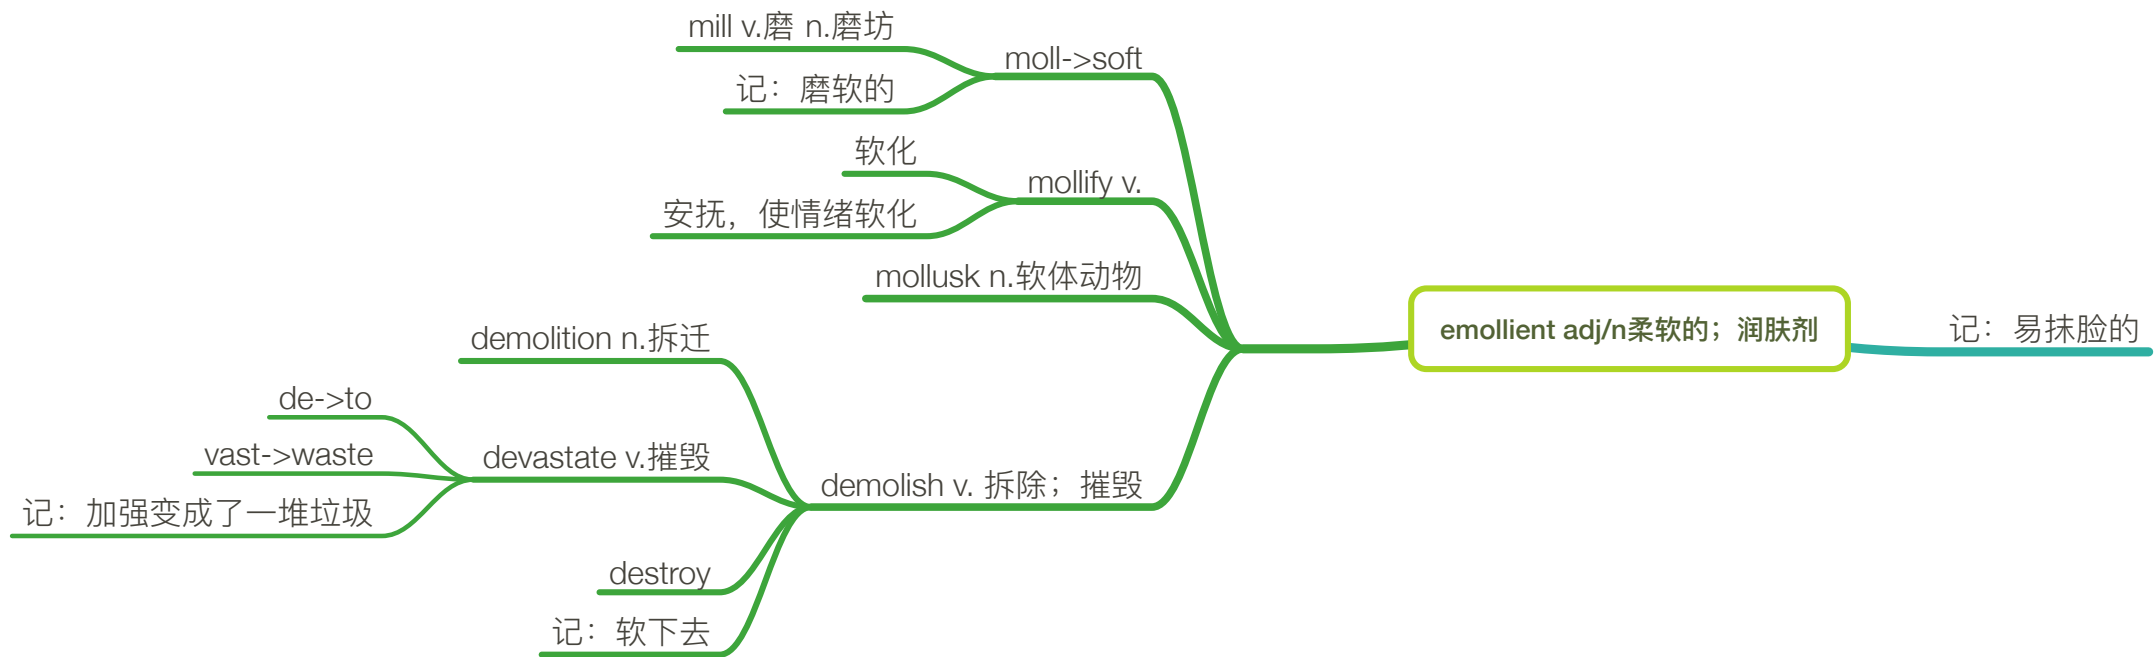 mill v.磨 n.磨坊
moll->soft
记：磨软的
软化
mollify v.
安抚，使情绪软化
mollusk n.软体动物
emollient adj/n柔软的；润肤剂
记：易抹脸的
demolition n.拆迁
de->to
vast->waste
devastate v.摧毁
记：加强变成了一堆垃圾
demolish v. 拆除；摧毁
destroy
记：软下去